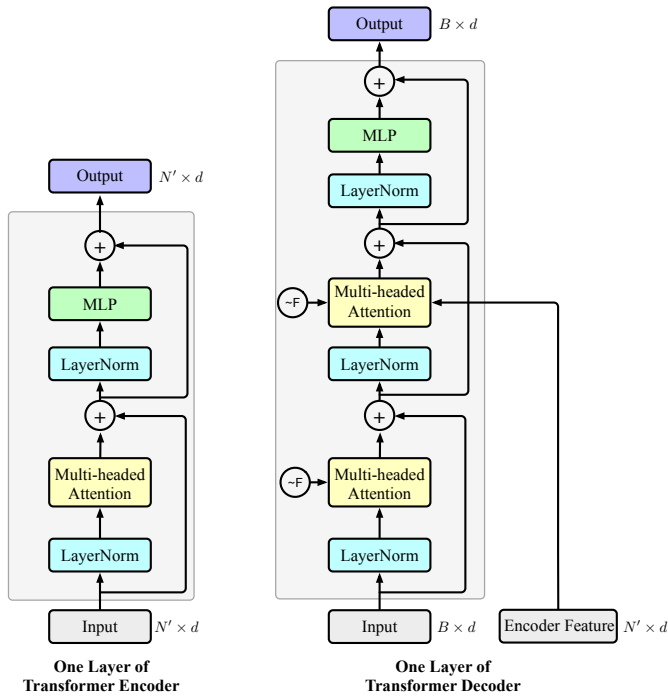 Output N′ × d
+
MLP
LayerNorm
+
Multi-headed
Attention
LayerNorm
Input N′ × d
One Layer of
Transformer Encoder
Output B × d
+
MLP
LayerNorm
+
~F
Multi-headed
Attention
LayerNorm
+
~F
Multi-headed
Attention
LayerNorm
Input B × d
Encoder Feature N′ × d
One Layer of
Transformer Decoder